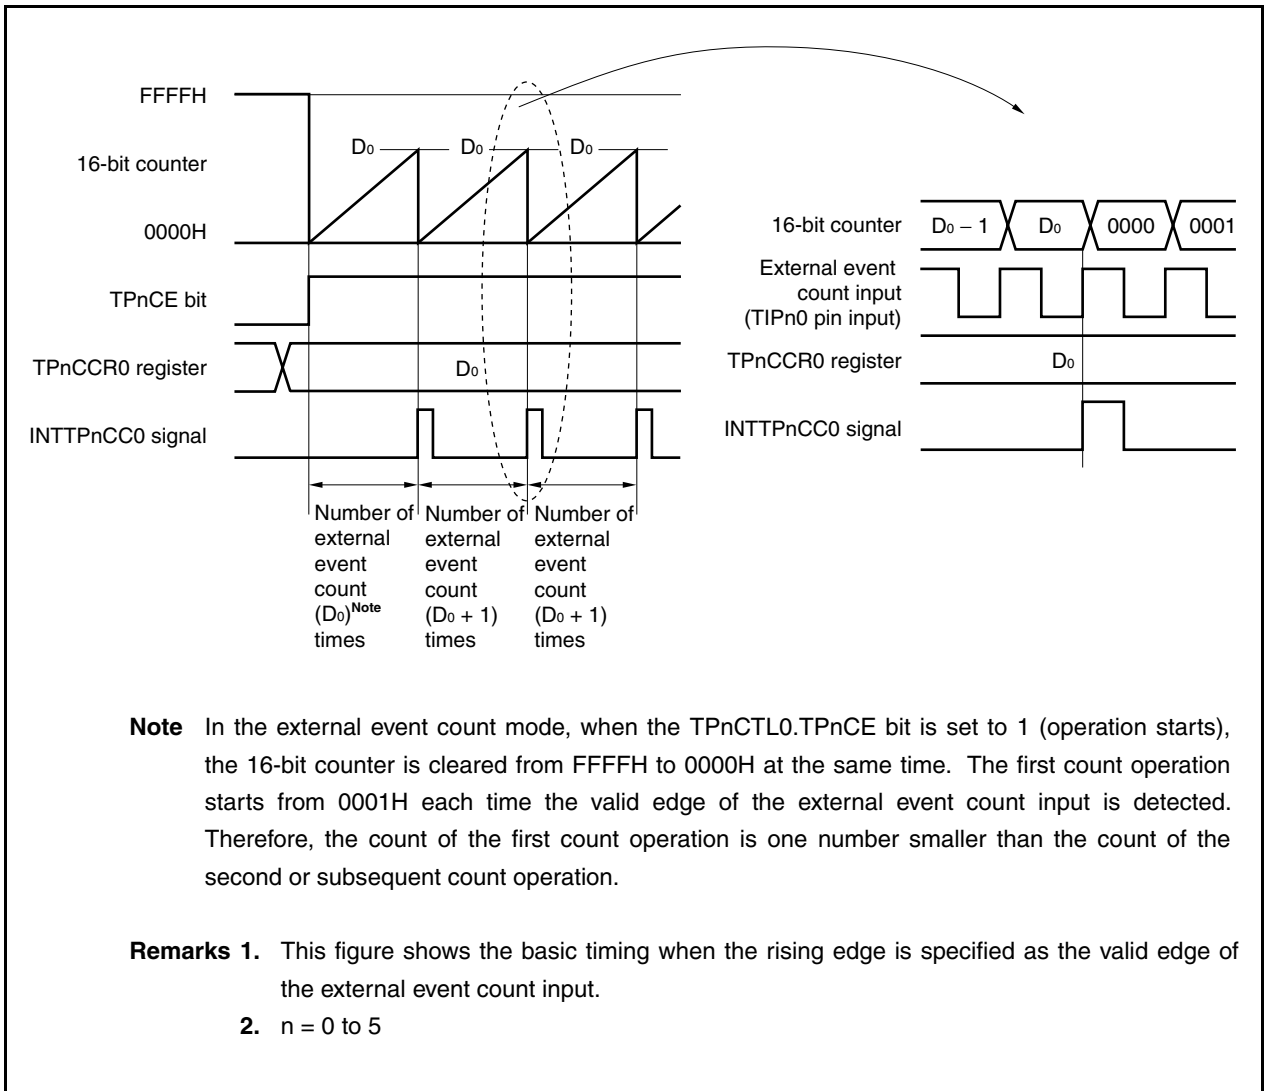 FFFFH
16-bit counter
0000H
D0
D0
D0
TPnCE bit
TPnCCR0 register
D0
INTTPnCC0 signal
Number of external event count (D0)Note times
Number of external event count (D0 + 1) times
Number of external event count (D0 + 1) times
16-bit counter
D0 − 1
D0
0000
0001
External event
count input
(TIPn0 pin input)
TPnCCR0 register
D0
INTTPnCC0 signal
Note In the external event count mode, when the TPnCTL0.TPnCE bit is set to 1 (operation starts),
the 16-bit counter is cleared from FFFFH to 0000H at the same time. The first count operation
starts from 0001H each time the valid edge of the external event count input is detected.
Therefore, the count of the first count operation is one number smaller than the count of the
second or subsequent count operation.
Remarks 1. This figure shows the basic timing when the rising edge is specified as the valid edge of
the external event count input.
2. n = 0 to 5